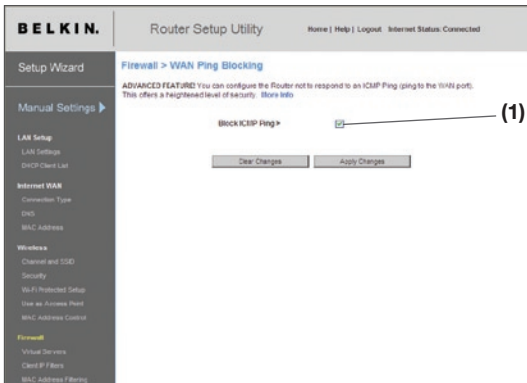 BELKIN.
Router Setup Utility
Home | Help | Logout Internet Status: Connected
Setup Wizard
Manual Settings
LAN Setup
LAN Settings
DHCP Client List
Internet WAN
Connection Type
DNS
MAC Address
Wireless
Channel and SSID
Security
Wi-Fi Protected Setup
Use as Access Point
MAC Address Control
Firewall
Virtual Servers
Client IP Filters
MAC Address Filtering
Firewall > WAN Ping Blocking
ADVANCED FEATURE! You can configure the Router not to respond to an ICMP Ping (ping to the WAN port).
This offers a heightened level of security. More Info
Block ICMP Ping >
(1)
Clear Changes
Apply Changes